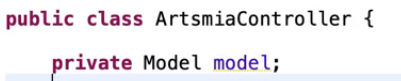 public class ArtsmiaController {
private Model model;